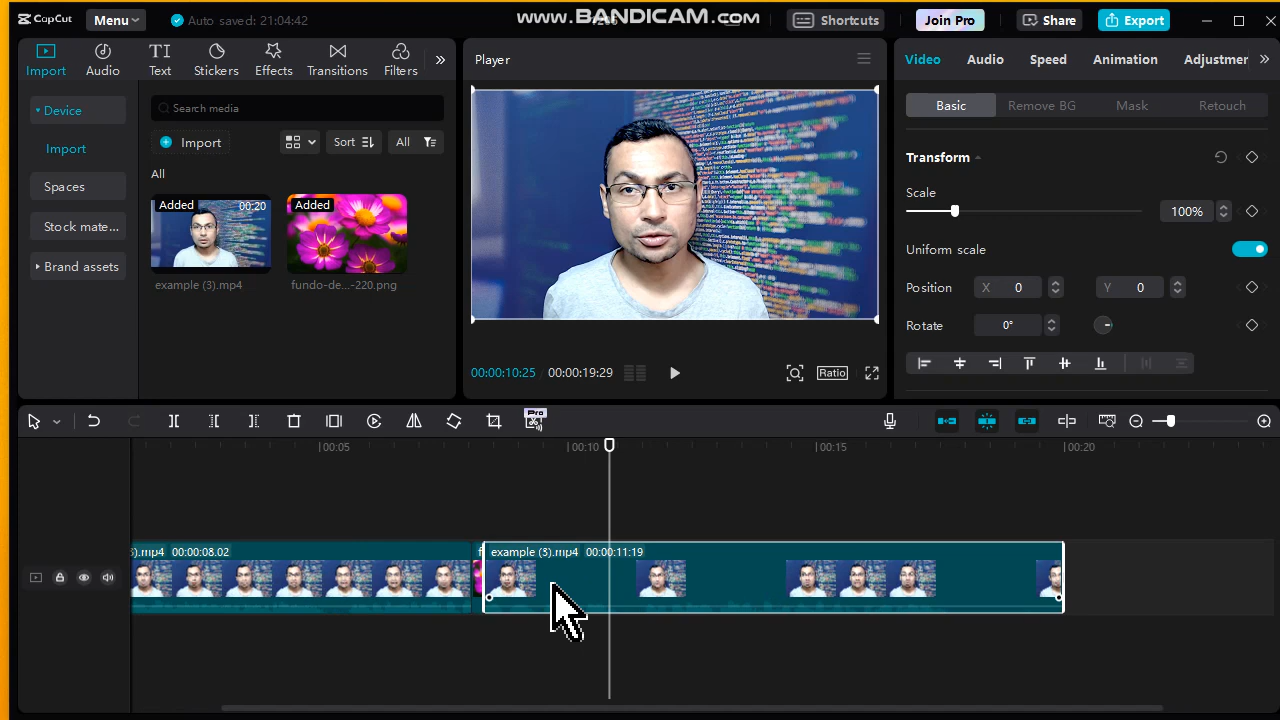 CapCut
Menu
Auto saved: 21:04:42
www.BANDICAM.com
Shortcuts
Join Pro
Share
Export
Import
Audio
Text
Stickers
Effects
Transitions
Filters
Device
Import
Spaces
Stock mate...
Brand assets
Search media
Import
Sort
All
All
Added
00:20
example (3).mp4
Added
fundo-de...-220.png
Player
00:00:10:25
00:00:19:29
Ratio
Video
Audio
Speed
Animation
Adjustmer
Basic
Remove BG
Mask
Retouch
Transform
Scale
100%
Uniform scale
Position
X 0
Y 0
Rotate
0°
Pro
00:05
00:10
00:15
00:20
3).mp4 00:00:08.02
f
example (3).mp4 00:00:11:19